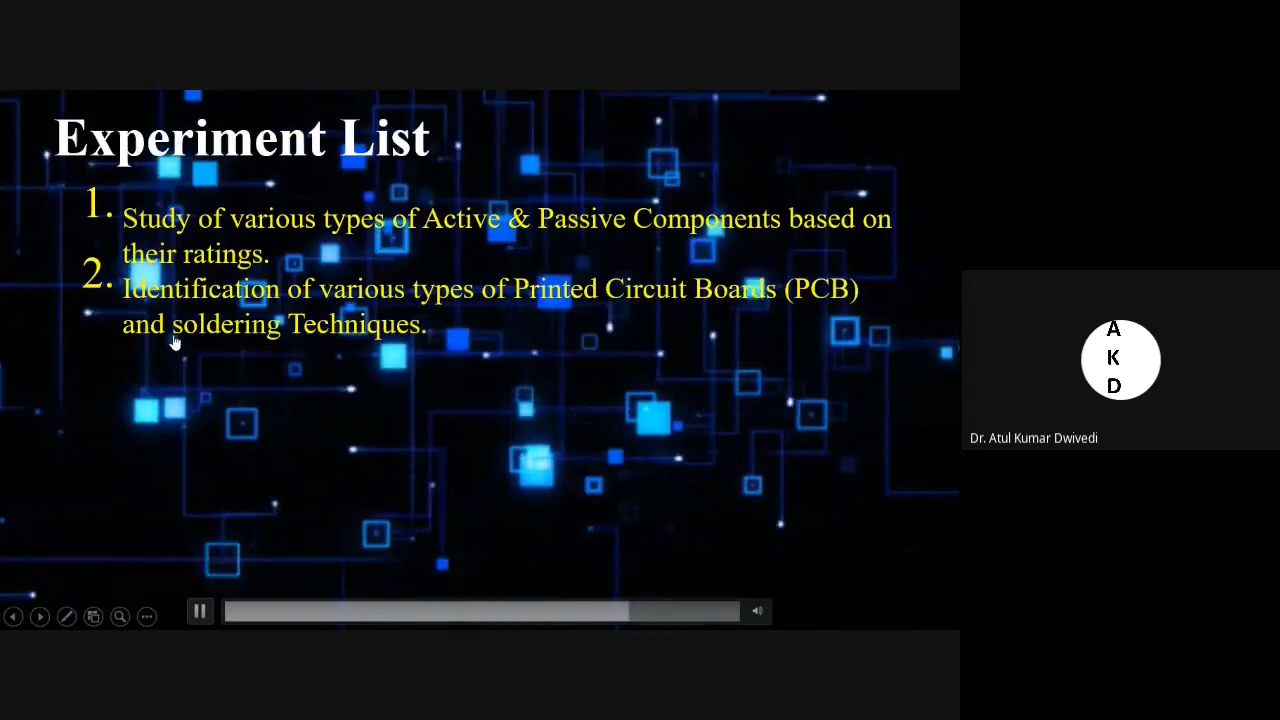 Experiment List
1. Study of various types of Active & Passive Components based on
their ratings.
2. Identification of various types of Printed Circuit Boards (PCB)
and soldering Techniques.
A
K
D
Dr. Atul Kumar Dwivedi